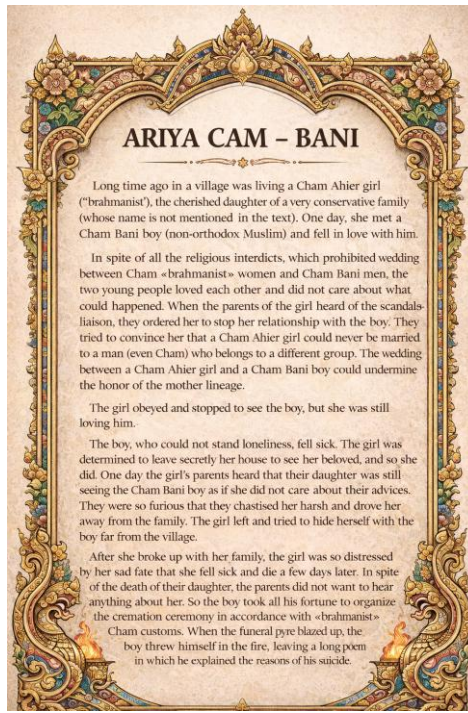 ARIYA CAM – BANI
Long time ago in a village was living a Cham Ahier girl
("brahmanist'), the cherished daughter of a very conservative family
(whose name is not mentioned in the text). One day, she met a
Cham Bani boy (non-orthodox Muslim) and fell in love with him.
In spite of all the religious interdicts, which prohibited wedding
between Cham «brahmanist» women and Cham Bani men, the
two young people loved each other and did not care about what
could happened. When the parents of the girl heard of the scandals-
liaison, they ordered her to stop her relationship with the boy. They
tried to convince her that a Cham Ahier girl could never be married
to a man (even Cham) who belongs to a different group. The wedding
between a Cham Ahier girl and a Cham Bani boy could undermine
the honor of the mother lineage.
The girl obeyed and stopped to see the boy, but she was still
loving him.
The boy, who could not stand loneliness, fell sick. The girl was
determined to leave secretly her house to see her beloved, and so she
did. One day the girl's parents heard that their daughter was still
seeing the Cham Bani boy as if she did not care about their advices.
They were so furious that they chastised her harsh and drove her
away from the family. The girl left and tried to hide herself with the
boy far from the village.
After she broke up with her family, the girl was so distressed
by her sad fate that she fell sick and die a few days later. In spite
of the death of their daughter, the parents did not want to hear
anything about her. So the boy took all his fortune to organize
the cremation ceremony in accordance with «brahmanist»
Cham customs. When the funeral pyre blazed up, the
boy threw himself in the fire, leaving a long poem
in which he explained the reasons of his suicide.